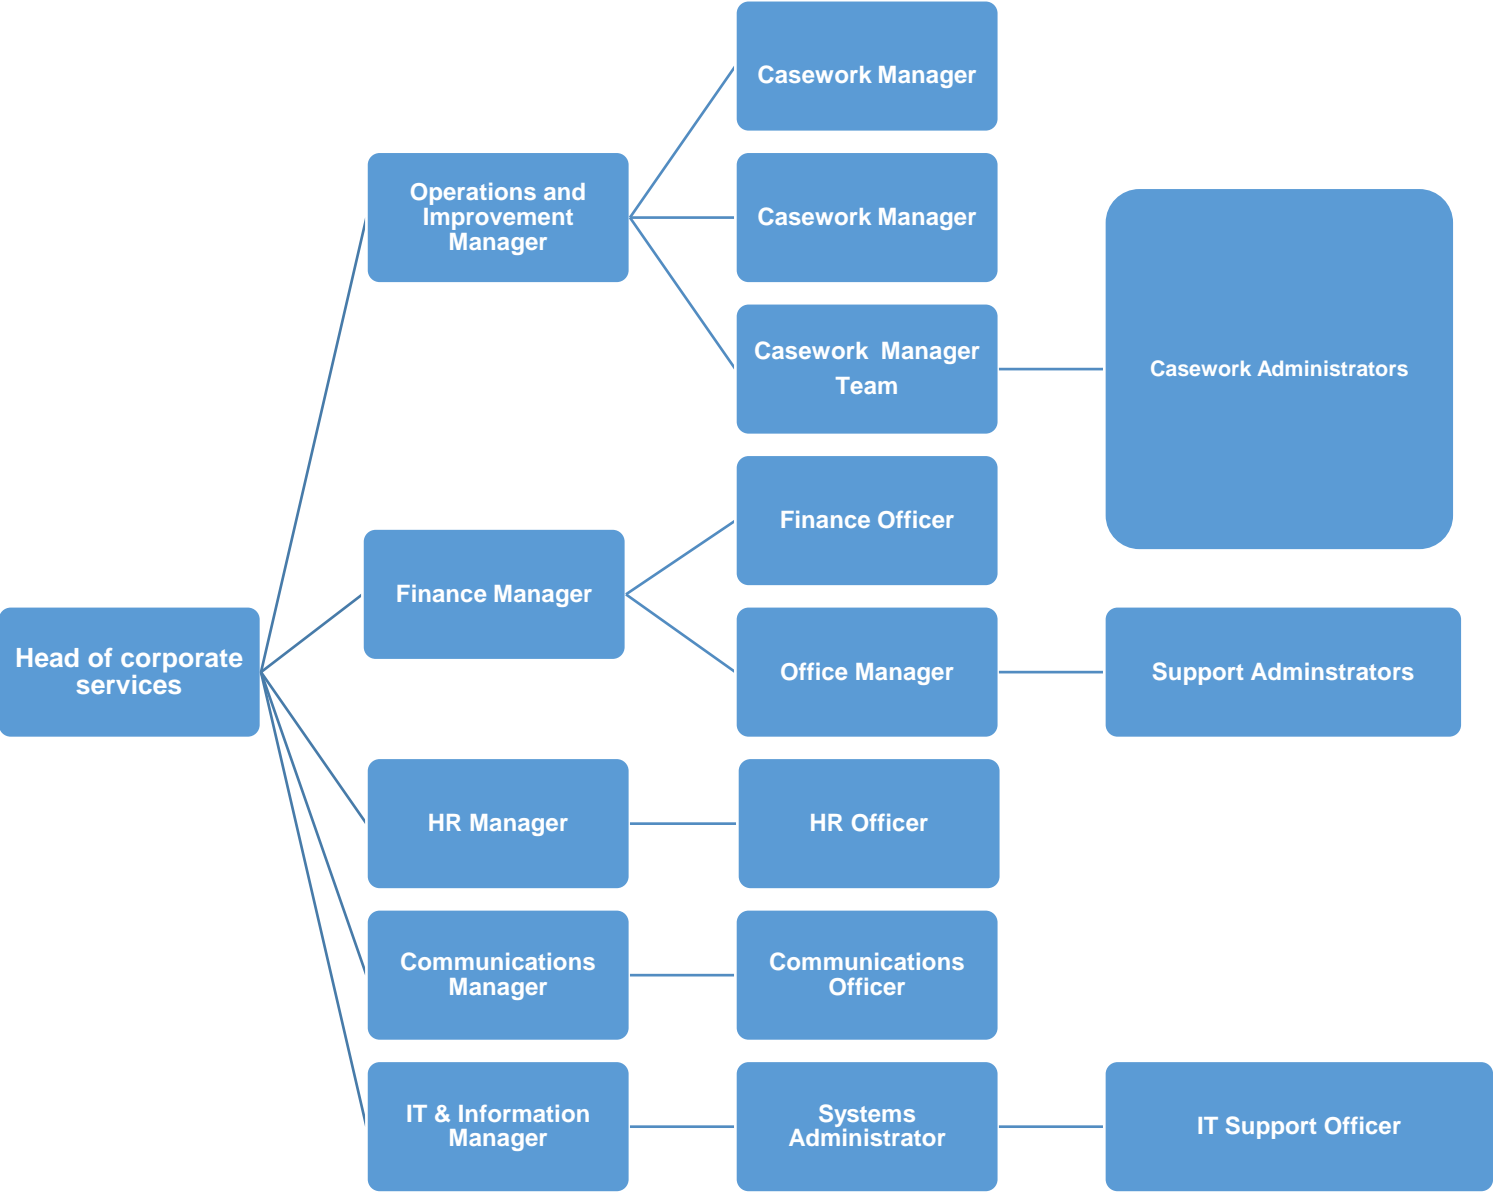 Casework Manager
Operations and
Improvement
Manager
Casework Manager
Casework  Manager
Team
Casework Administrators
Finance Officer
Finance Manager
Head of corporate
services
Office Manager
Support Adminstrators
HR Manager
HR Officer
Communications
Manager
Communications
Officer
IT & Information
Manager
Systems
Administrator
IT Support Officer